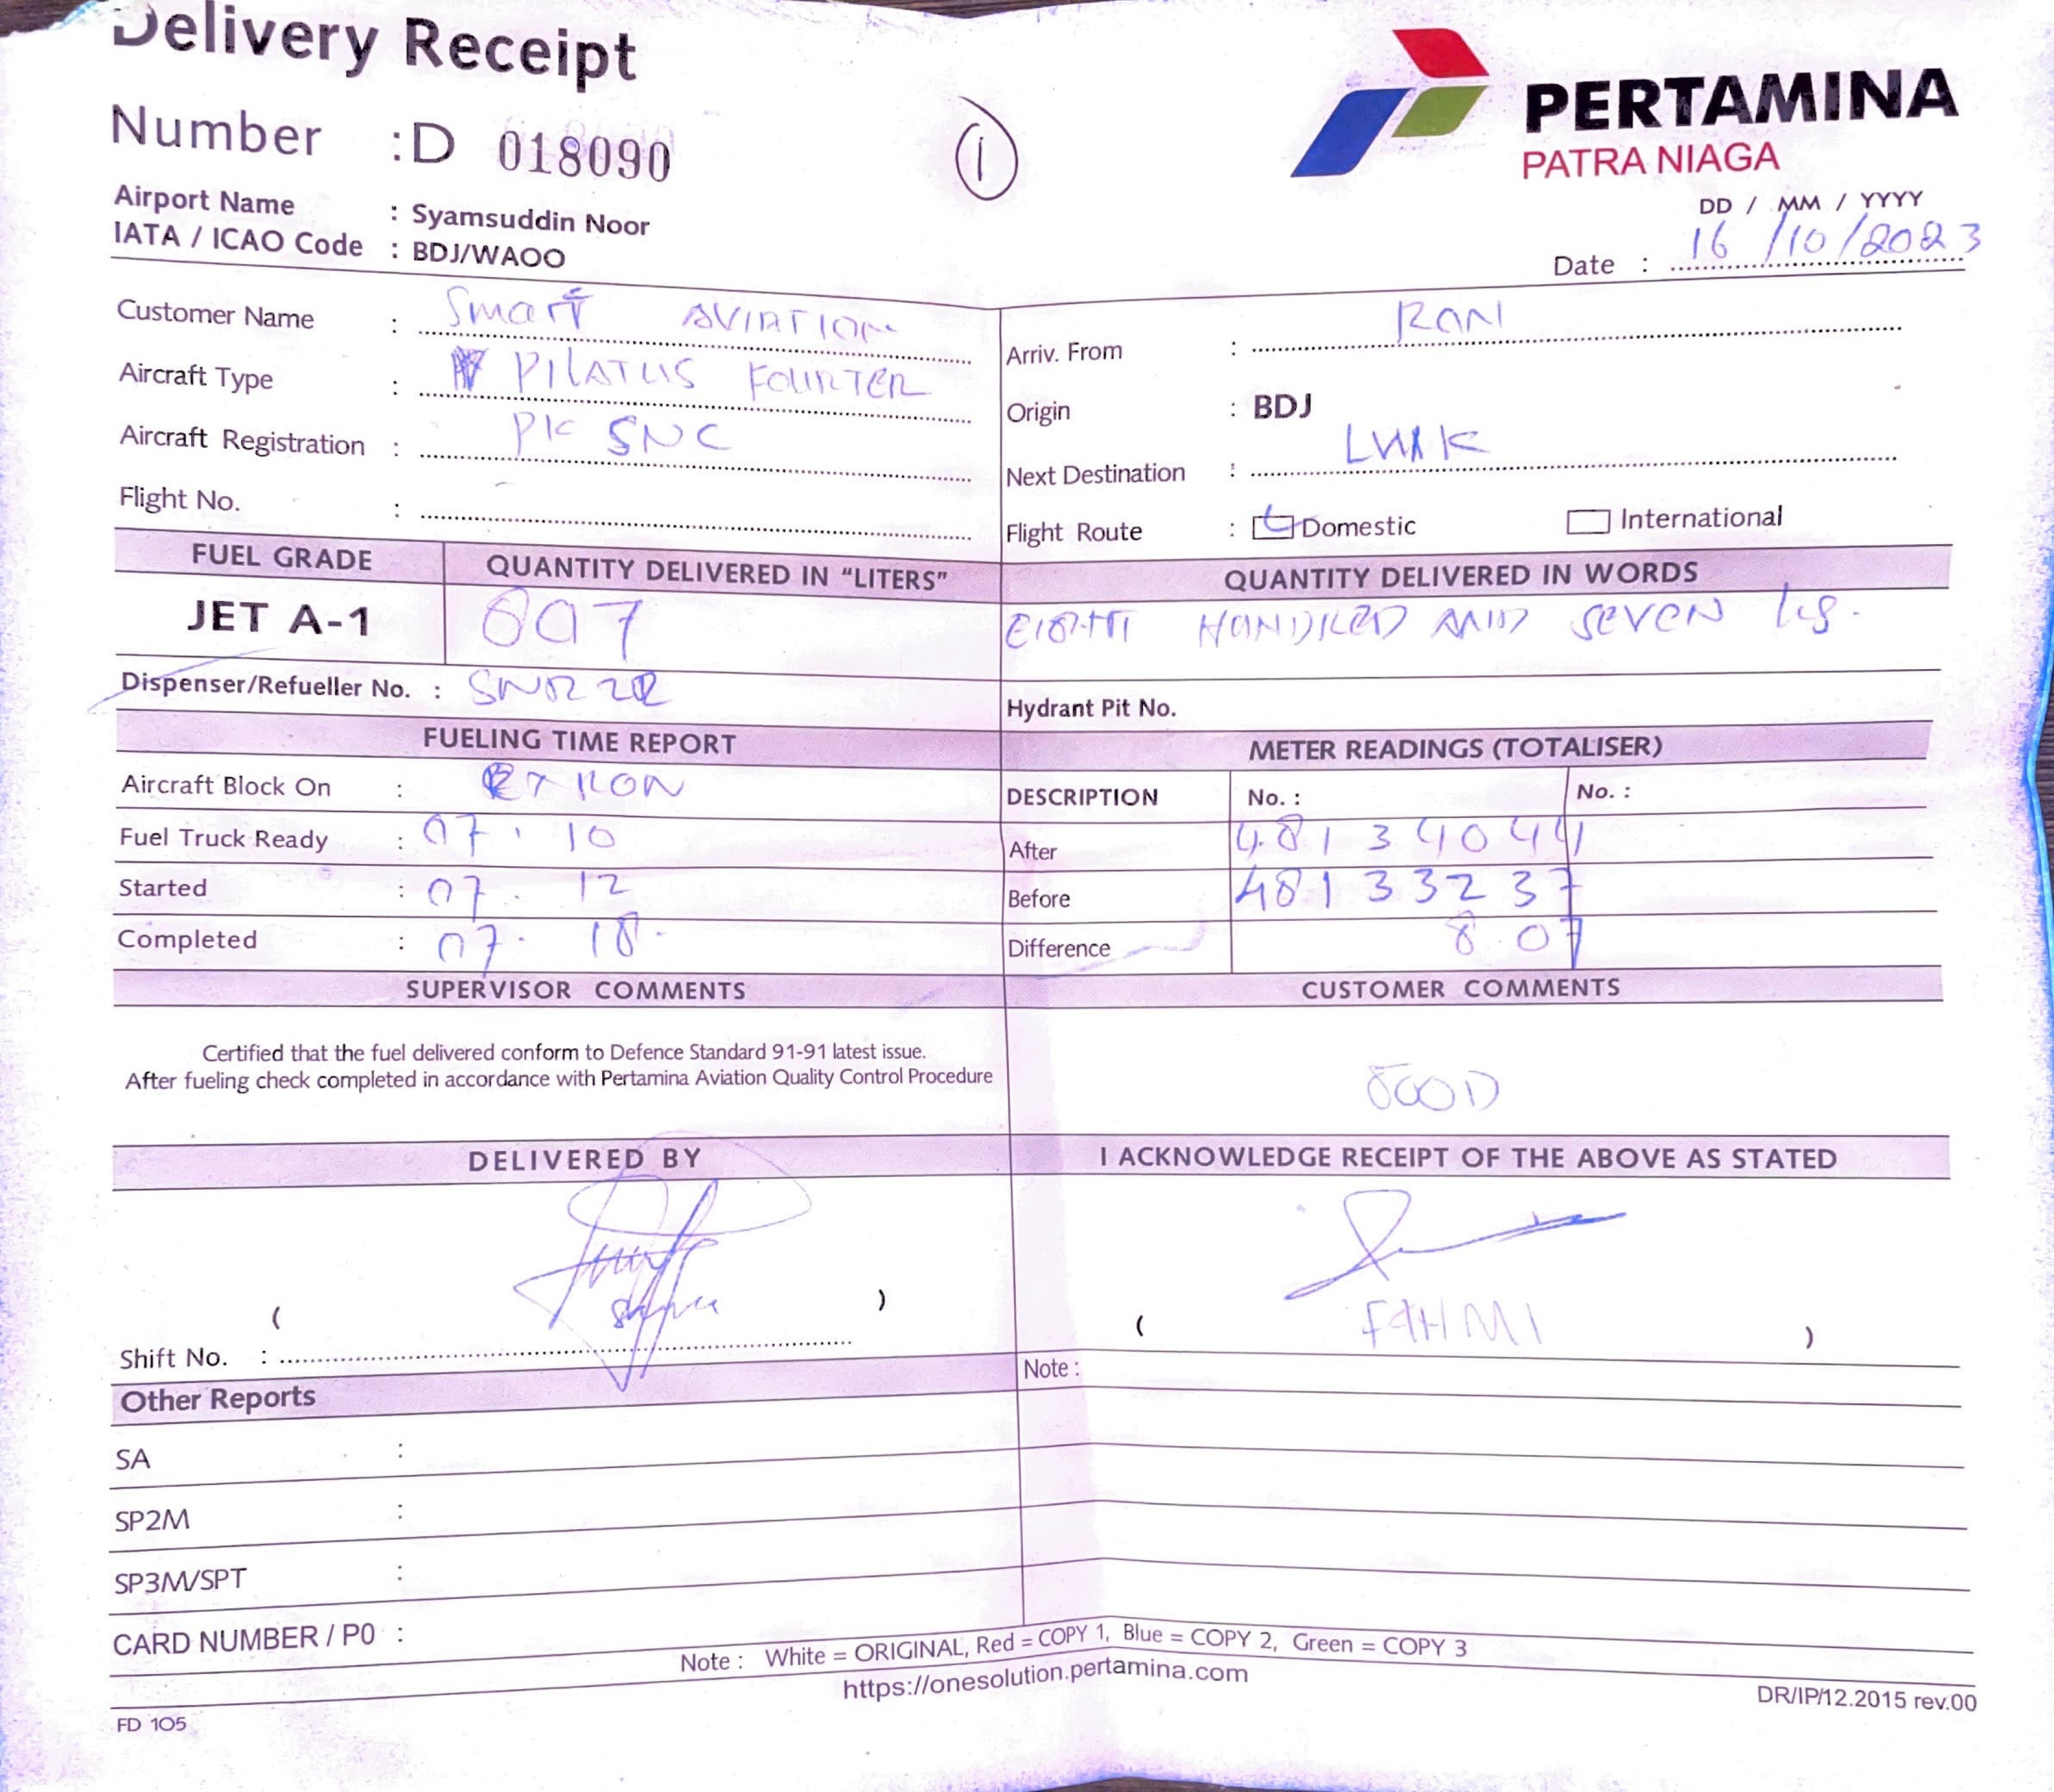 Delivery Receipt
Number : D 018090
1
PERTAMINA
PATRA NIAGA
Airport Name : Syamsuddin Noor
IATA / ICAO Code : BDJ/WAOO
DD / MM / YYYY
Date : 16/10/2023
Customer Name : Smart AVIATION
Aircraft Type : PILATUS
Aircraft Registration : PK SNC
Flight No. : -
Arriv. From : RON
Origin : BDJ
Next Destination :
Flight Route : Domestic International
FUEL GRADE QUANTITY DELIVERED IN "LITERS" QUANTITY DELIVERED IN WORDS
JET A-1 807 EIGHT HUNDRED AND SEVEN
Dispenser/Refueller No. :
Hydrant Pit No.
FUELING TIME REPORT METER READINGS (TOTALISER)
Aircraft Block On : RON
DESCRIPTION No. : No. :
Fuel Truck Ready : 07.10
After 48134044
Started : 07.12
Before 48133237
Completed : 07.18.
Difference 807
SUPERVISOR COMMENTS CUSTOMER COMMENTS
Certified that the fuel delivered conform to Defence Standard 91-91 latest issue.
After fueling check completed in accordance with Pertamina Aviation Quality Control Procedure
GOOD
DELIVERED BY I ACKNOWLEDGE RECEIPT OF THE ABOVE AS STATED
( )
( FAHMI )
Shift No. :
Note :
Other Reports
SA :
SP2M :
SP3M/SPT :
CARD NUMBER / P0 :
Note : White = ORIGINAL, Red = COPY 1, Blue = COPY 2, Green = COPY 3
https://onesolution.pertamina.com
DR/IP/12.2015 rev.00
FD 105